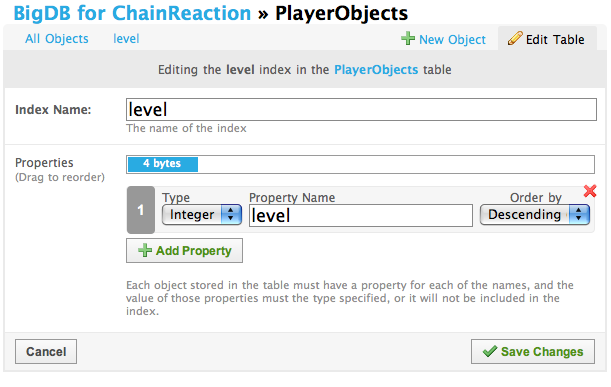 BigDB for ChainReaction » PlayerObjects
All Objects level New Object Edit Table
Editing the level index in the PlayerObjects table
Index Name: level
The name of the index
Properties 4 bytes
(Drag to reorder)
Type Property Name Order by
1 Integer level Descending
Add Property
Each object stored in the table must have a property for each of the names, and the
value of those properties must the type specified, or it will not be included in the
index.
Cancel Save Changes